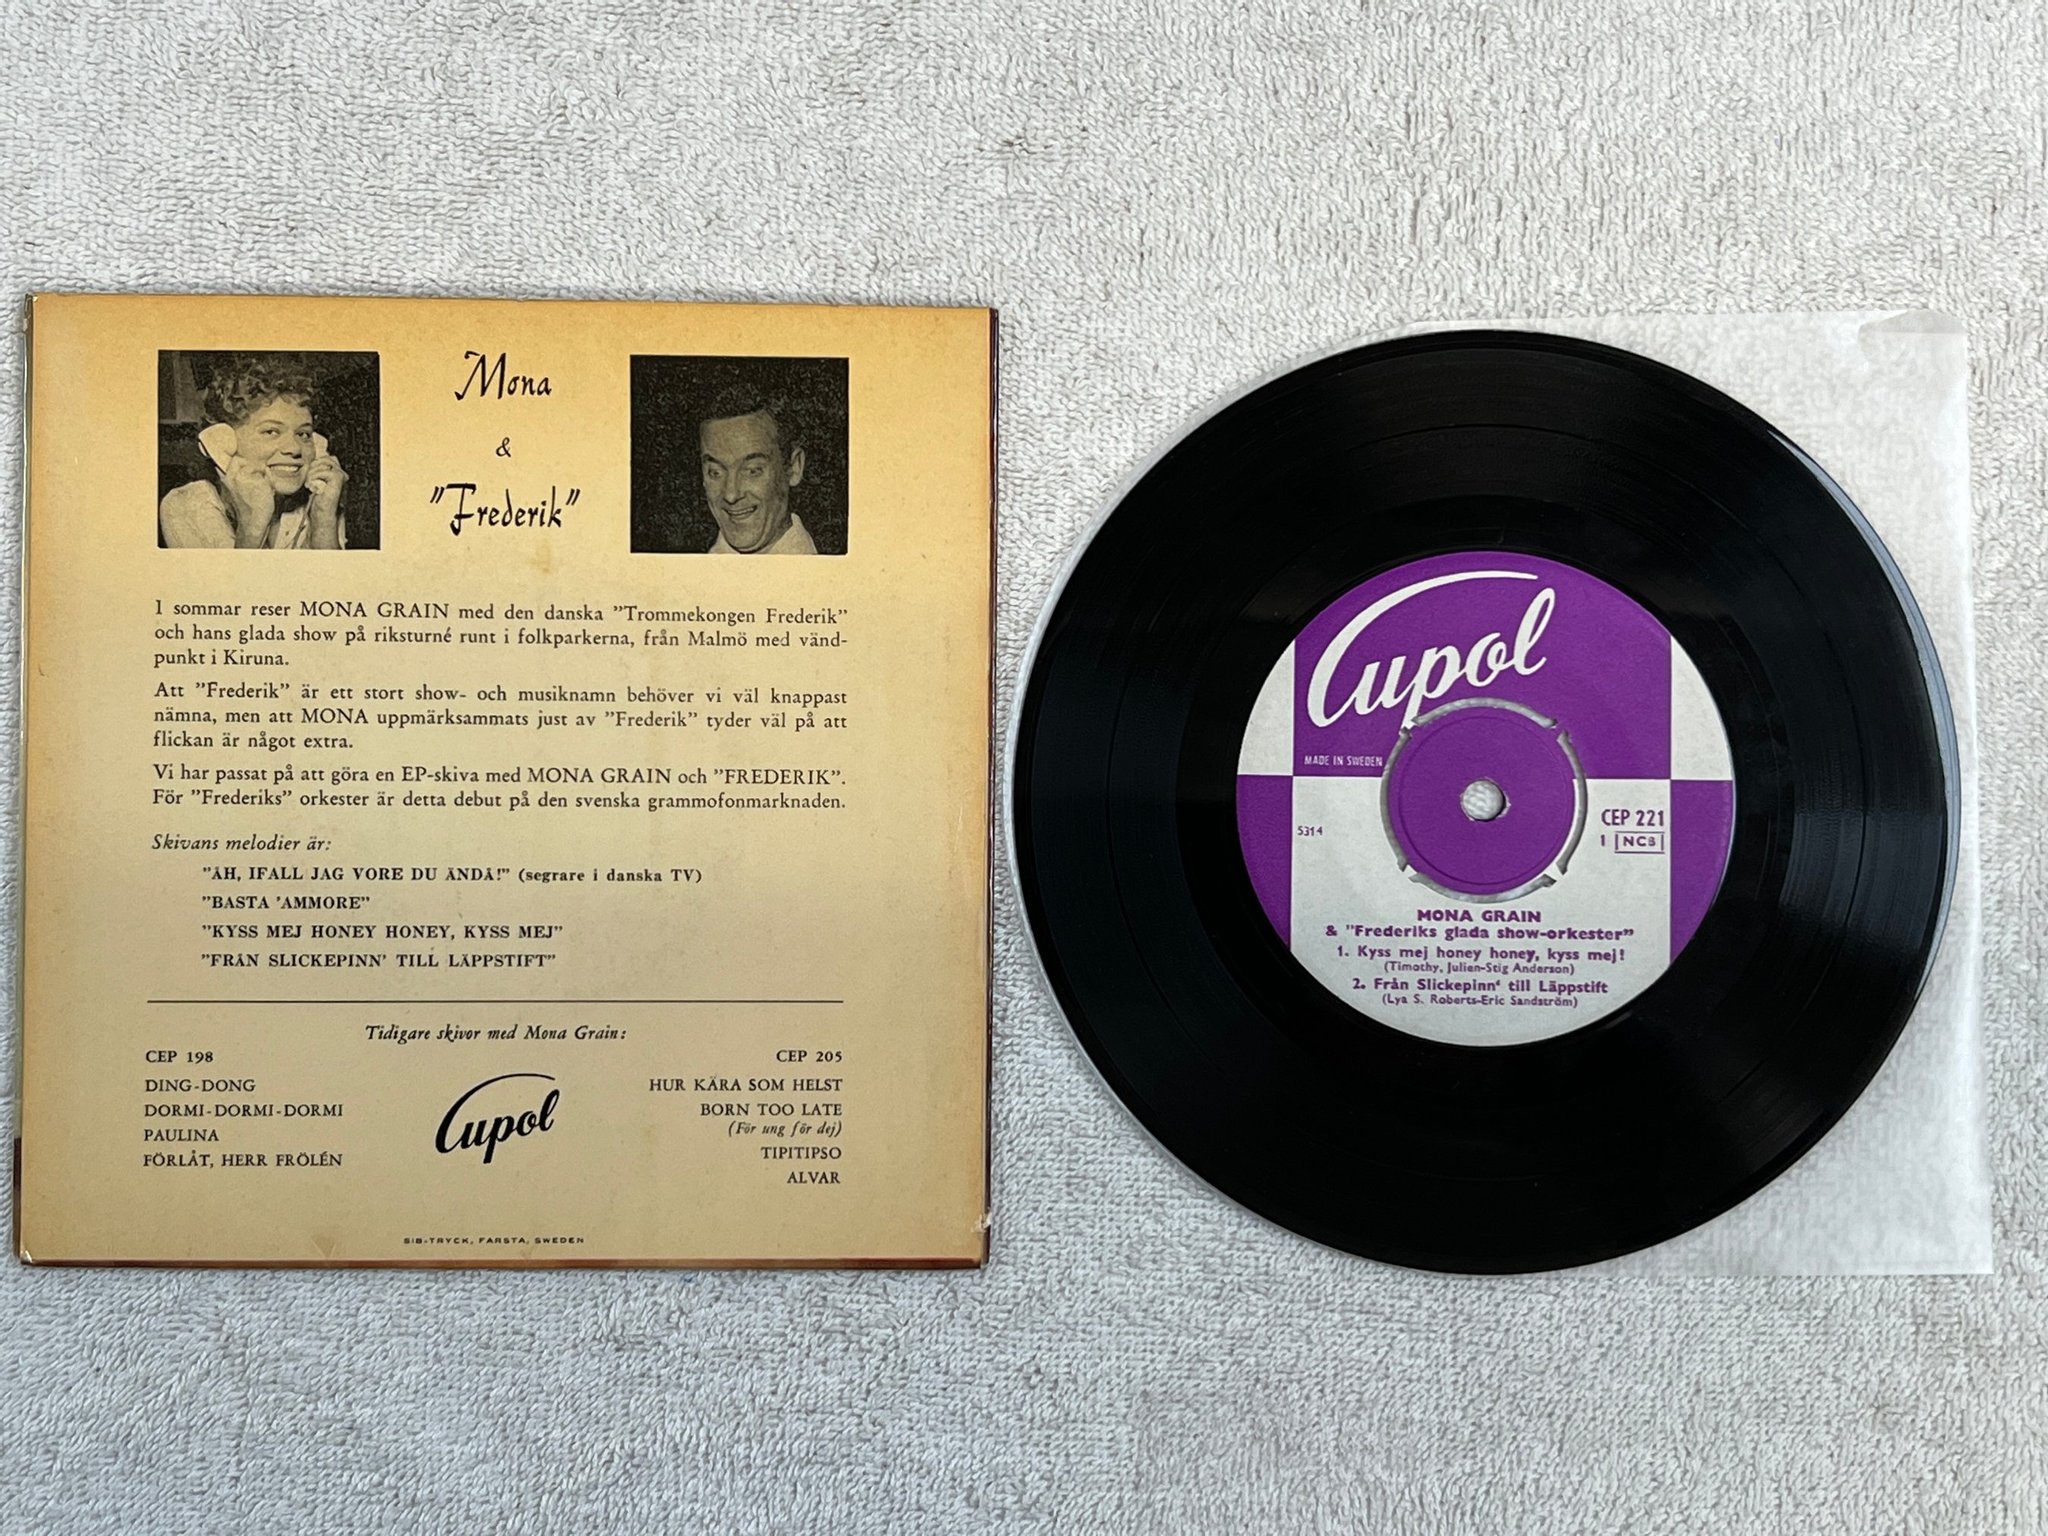 Mona
&
"Frederik"
I sommar reser MONA GRAIN med den danska ”Trommekongen Frederik”
och hans glada show på riksturné runt i folkparkerna, från Malmö med vänd-
punkt i Kiruna.
Att ”Frederik” är ett stort show- och musiknamn behöver vi väl knappast
nämna, men att MONA uppmärksammats just av ”Frederik” tyder väl på att
flickan är något extra.
Vi har passat på att göra en EP-skiva med MONA GRAIN och ”FREDERIK”.
För ”Frederiks” orkester är detta debut på den svenska grammofonmarknaden.
Skivans melodier är:
”ÅH, IFALL JAG VORE DU ÄNDÅ!” (segrare i danska TV)
”BASTA ’AMMORE”
”KYSS MEJ HONEY HONEY, KYSS MEJ”
”FRÅN SLICKEPINN’ TILL LÄPPSTIFT”
Tidigare skivor med Mona Grain:
CEP 198
DING-DONG
DORMI-DORMI-DORMI
PAULINA
FÖRLÅT, HERR FRÖLÉN
Cupol
CEP 205
HUR KÄRA SOM HELST
BORN TOO LATE
(För ung för dej)
TIPITIPSO
ALVAR
SIB-TRYCK, FARSTA, SWEDEN
Cupol
MADE IN SWEDEN
5314
CEP 221
1 NCB
MONA GRAIN
& ”Frederiks glada show-orkester”
1. Kyss mej honey honey, kyss mej!
(Timothy, Julien-Stig Anderson)
2. Från Slickepinn‘ till Läppstift
(Lya S. Roberts-Eric Sandström)